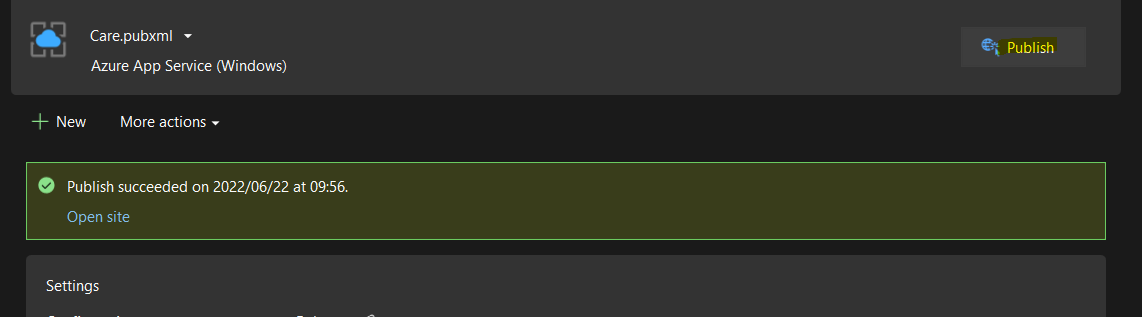 Care.pubxml
Azure App Service (Windows)
Publish
New
More actions
Publish succeeded on 2022/06/22 at 09:56.
Open site
Settings